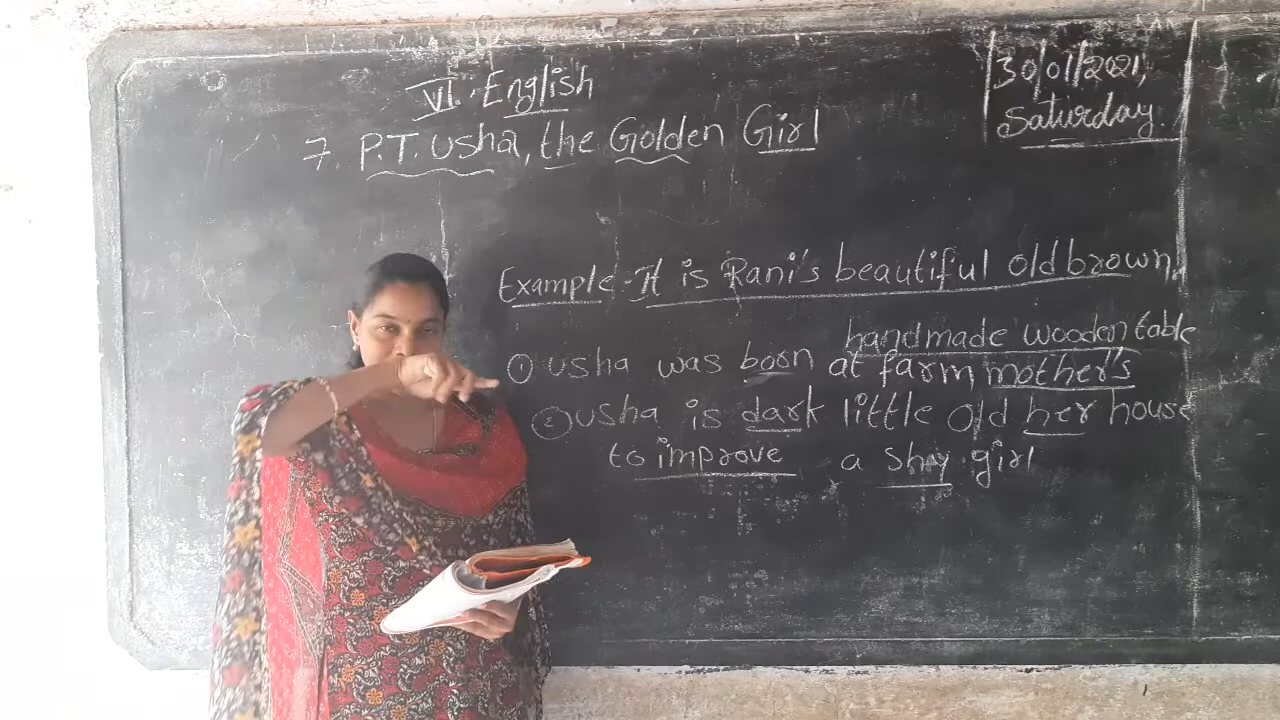 VI. English
30/01/2021,
Saturday.
7. P.T. Usha, the Golden Girl
Example:- It is Rani's beautiful old brown,
handmade wooden table
① Usha was boon at farm mother's
② Usha is dark little old her house
to improve a shy girl